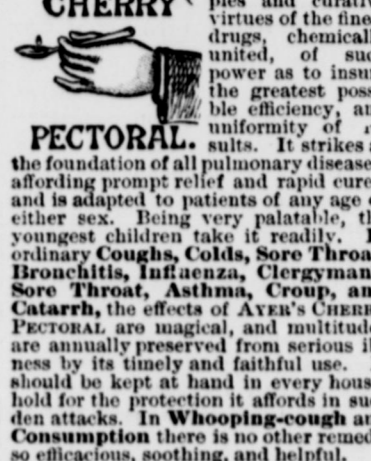 CHERRY
ples and curativ
virtues of the fine
drugs, chemicall
united, of suc
power as to insu
the greatest poss
ble efficiency, an
uniformity of
PECTORAL. sults. It strikes a
the foundation of all pulmonary disease
affording prompt relief and rapid cure
and is adapted to patients of any age o
either sex. Being very palatable, th
youngest children take it readily. I
ordinary Coughs, Colds, Sore Throa
Bronchitis, Influenza, Clergyman
Sore Throat, Asthma, Croup, an
Catarrh, the effects of AYER'S CHERR
PECTORAL are magical, and multitude
are annually preserved from serious il
ness by its timely and faithful use.
should be kept at hand in every hous
hold for the protection it affords in su
den attacks. In Whooping-cough an
Consumption there is no other remed
so efficacious, soothing, and helpful.